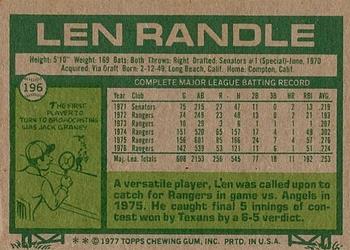 LEN RANDLE
196
Height: 5'10" Weight: 169 Bats: Both Throws: Right Drafted: Senators #1 (Special)-June, 1970
Acquired: Via Draft Born: 2-12-49, Long Beach, Calif. Home: Compton, Calif.
COMPLETE MAJOR LEAGUE BATTING RECORD
THE FIRST PLAYER TO TURN TO BROADCASTING WAS JACK GRANEY.
Year Club G AB R H 2B 3B HR RBI AVG.
1971 Senators 75 215 27 47 11 0 2 13 .219
1972 Rangers 74 249 23 48 13 0 2 21 .193
1973 Rangers 10 29 3 6 1 1 1 1 .207
1974 Rangers 151 520 65 157 17 4 1 49 .302
1975 Rangers 156 601 85 166 24 7 4 57 .276
1976 Rangers 142 539 53 121 11 6 1 51 .224
Maj. Lea. Totals 608 2153 256 545 77 18 11 192 .253
A versatile player, Len was called upon to
catch for Rangers in game vs. Angels in
1975. He caught final 5 innings of
contest won by Texans by a 6-5 verdict.
* * © 1977 TOPPS CHEWING GUM, INC. PRTD. IN U.S.A.